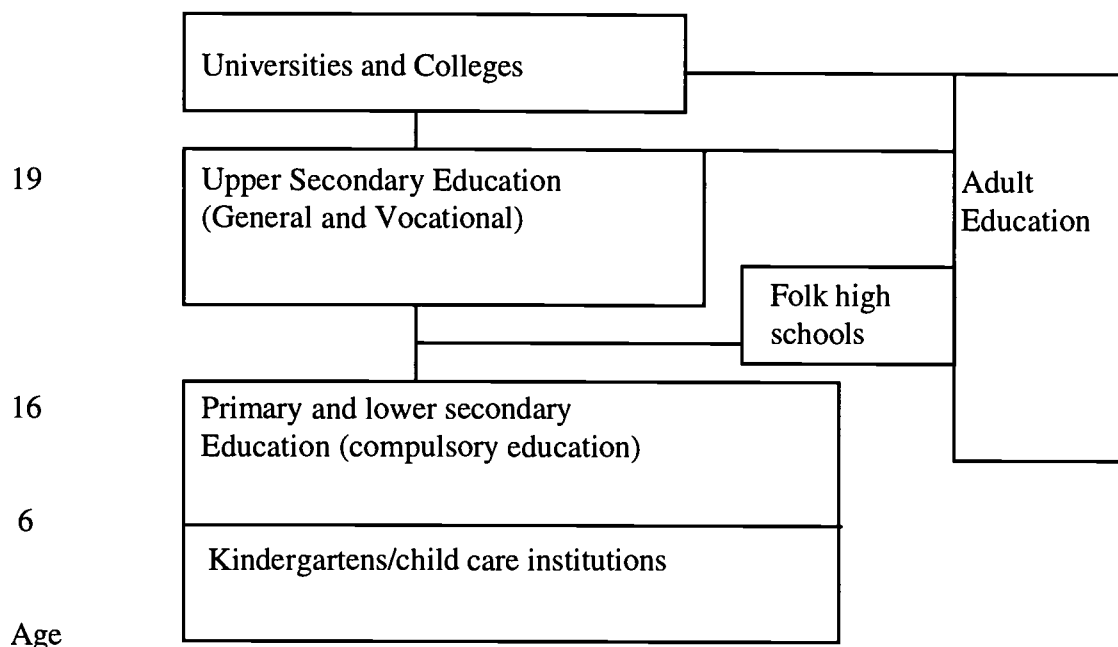 Universities and Colleges
19
Upper Secondary Education
(General and Vocational)
Adult
Education
Folk high
schools
16
Primary and lower secondary
Education (compulsory education)
6
Kindergartens/child care institutions
Age